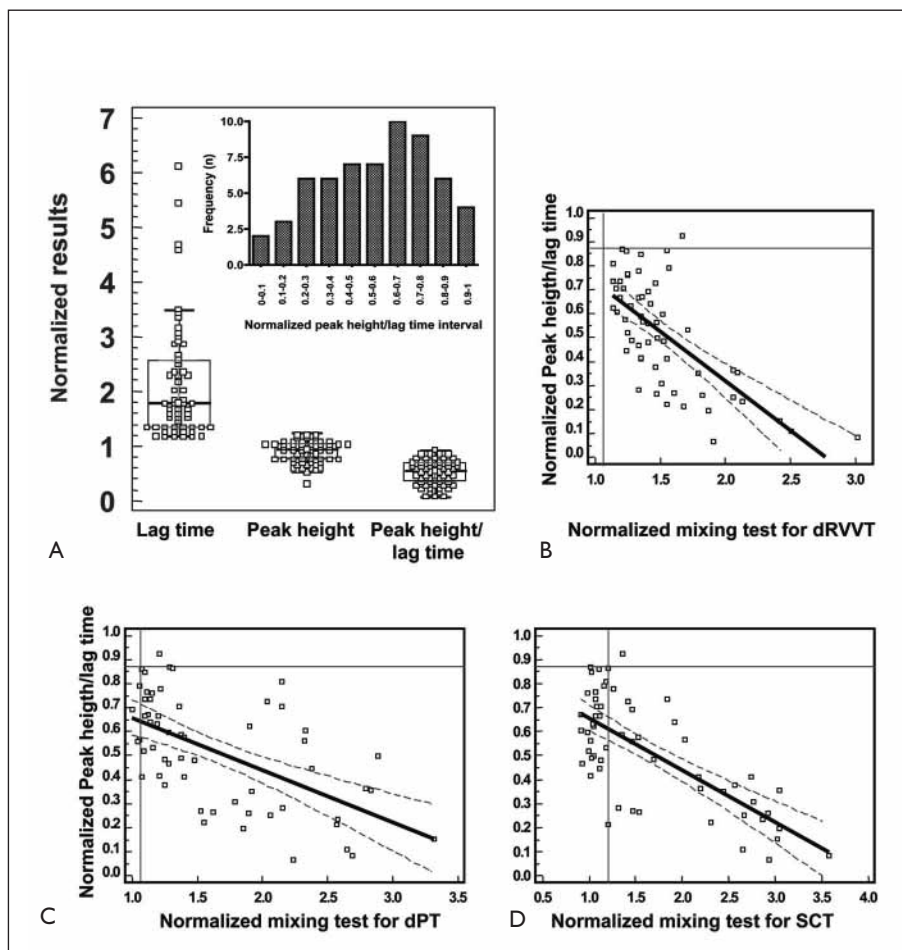 7
6
5
4
3
2
1
0
Normalized results
Lag time
Peak height
Peak height/
lag time
A
10.0
7.5
5.0
2.5
0.0
Frequency (n)
0-0.1
0.1-0.2
0.2-0.3
0.3-0.4
0.4-0.5
0.5-0.6
0.6-0.7
0.7-0.8
0.8-0.9
0.9-1
Normalized peak height/lag time interval
Normalized Peak heigth/lag time
1.0
0.9
0.8
0.7
0.6
0.5
0.4
0.3
0.2
0.1
0.0
1.0 1.5 2.0 2.5 3.0
Normalized mixing test for dRVVT
B
Normalized Peak heigth/lag time
1.0
0.9
0.8
0.7
0.6
0.5
0.4
0.3
0.2
0.1
0.0
1.0 1.5 2.0 2.5 3.0 3.5
C
Normalized mixing test for dPT
1.0
0.9
0.8
0.7
0.6
0.5
0.4
0.3
0.2
0.1
0.0
0.5 1.0 1.5 2.0 2.5 3.0 3.5 4.0
D
Normalized mixing test for SCT